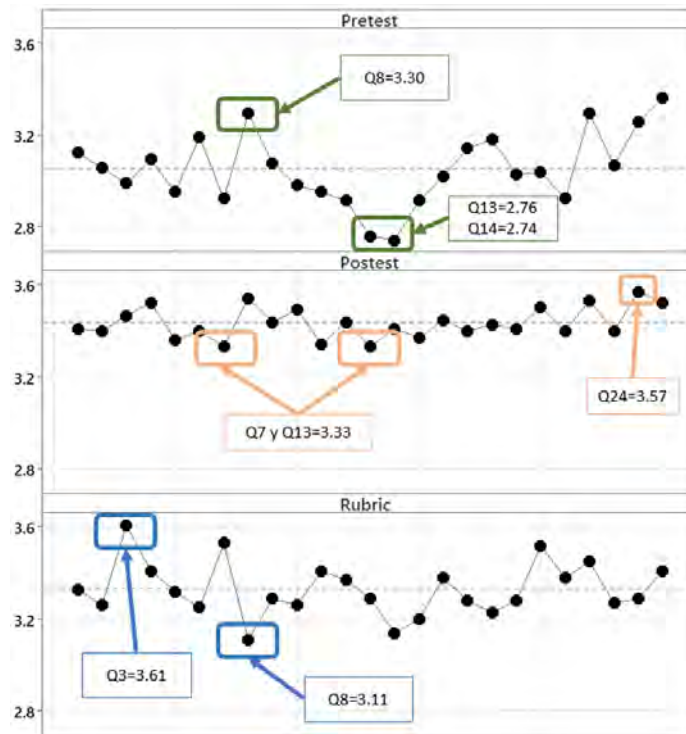 Pretest
3.6
3.2
2.8
Q8=3.30
Q13=2.76
Q14=2.74
Postest
3.6
3.2
2.8
Q7 y Q13=3.33
Q24=3.57
Rubric
3.6
3.2
2.8
Q3=3.61
Q8=3.11